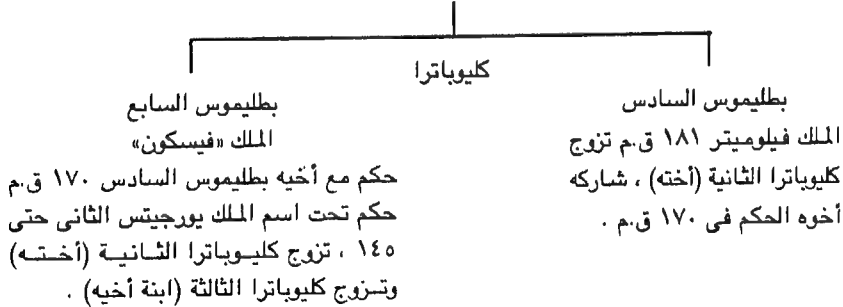 كليوباترا
بطليموس السادس
الملك فيلوميتر ١٨١ ق.م تزوج
كليوباترا الثانية (أخته) ، شاركه
أخوه الحكم فى ١٧٠ ق.م .
بطليموس السابع
الملك «فيسكون»
حكم مع أخيه بطليموس السادس ١٧٠ ق.م
حكم تحت اسم الملك يورجيتس الثانى حتى
١٤٥ ، تزوج كليوباترا الثانية (أخته)
وتزوج كليوباترا الثالثة (ابنة أخيه) .